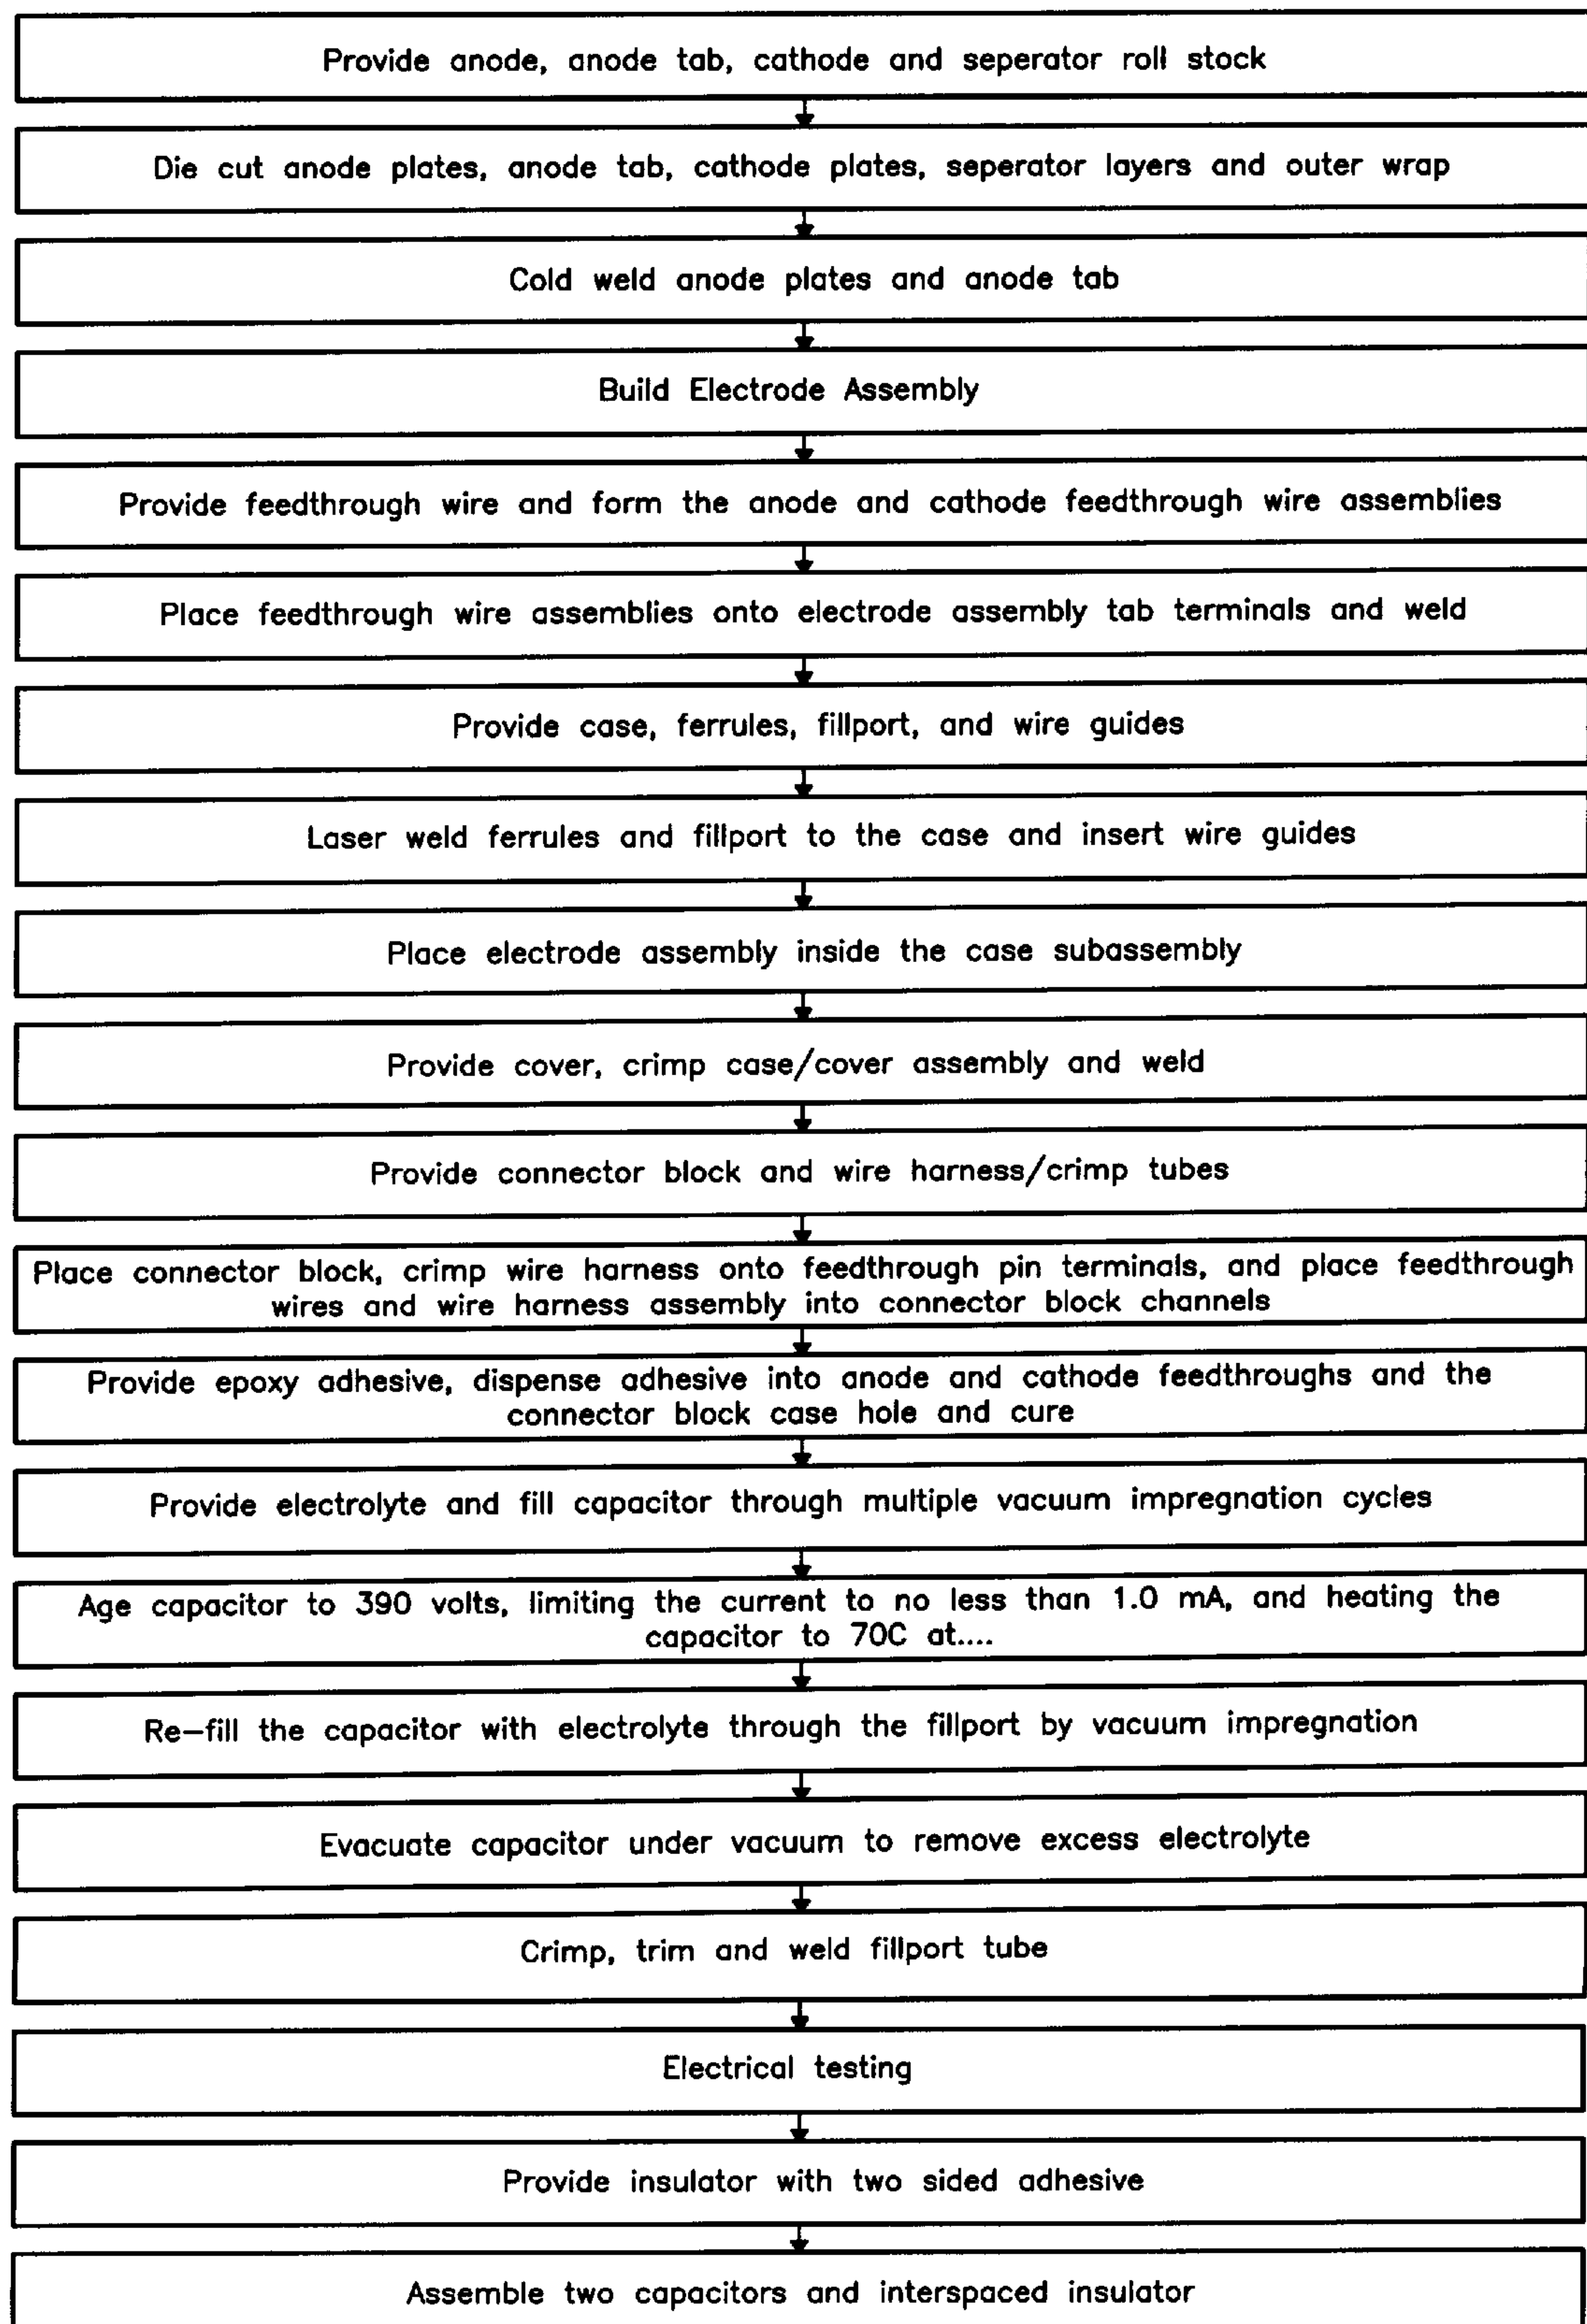 Provide anode, anode tab, cathode and seperator roll stock
Die cut anode plates, anode tab, cathode plates, seperator layers and outer wrap
Cold weld anode plates and anode tab
Build Electrode Assembly
Provide feedthrough wire and form the anode and cathode feedthrough wire assemblies
Place feedthrough wire assemblies onto electrode assembly tab terminals and weld
Provide case, ferrules, fillport, and wire guides
Laser weld ferrules and fillport to the case and insert wire guides
Place electrode assembly inside the case subassembly
Provide cover, crimp case/cover assembly and weld
Provide connector block and wire harness/crimp tubes
Place connector block, crimp wire harness onto feedthrough pin terminals, and place feedthrough
wires and wire harness assembly into connector block channels
Provide epoxy adhesive, dispense adhesive into anode and cathode feedthroughs and the
connector block case hole and cure
Provide electrolyte and fill capacitor through multiple vacuum impregnation cycles
Age capacitor to 390 volts, limiting the current to no less than 1.0 mA, and heating the
capacitor to 70C at....
Re-fill the capacitor with electrolyte through the fillport by vacuum impregnation
Evacuate capacitor under vacuum to remove excess electrolyte
Crimp, trim and weld fillport tube
Electrical testing
Provide insulator with two sided adhesive
Assemble two capacitors and interspaced insulator